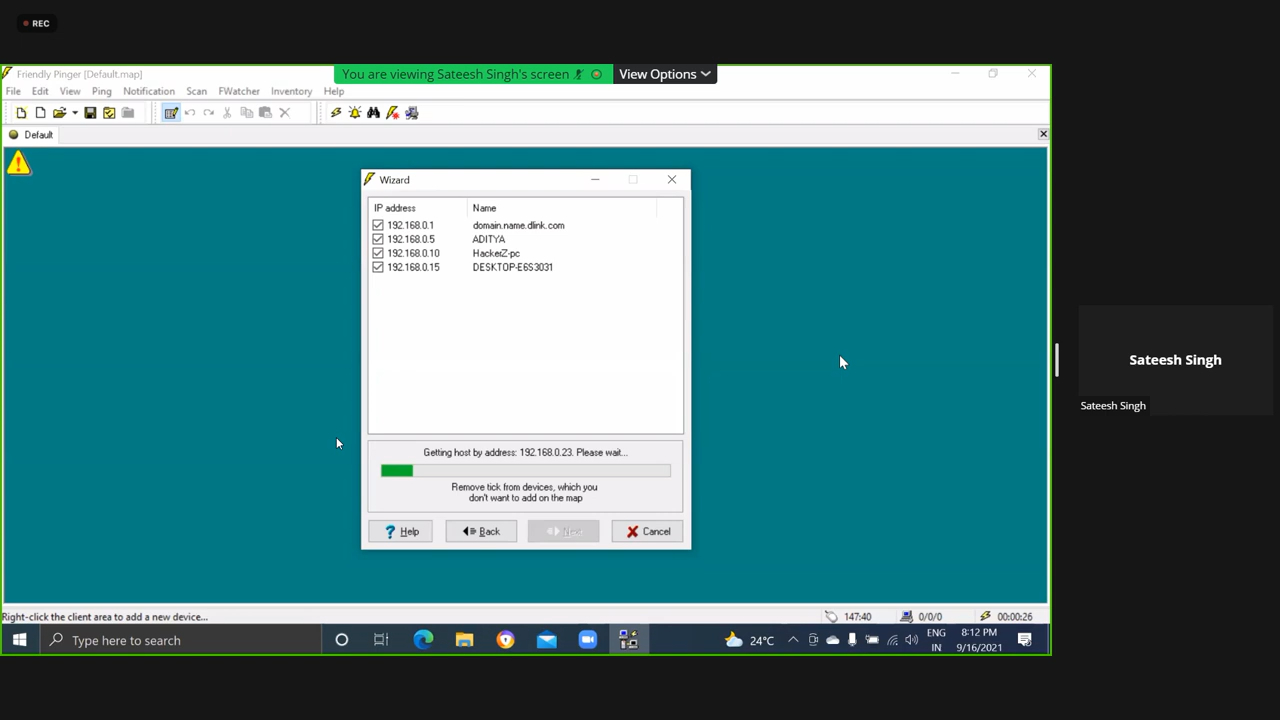 REC
Friendly Pinger [Default.map]
You are viewing Sateesh Singh's screen
View Options
File Edit View Ping Notification Scan FWatcher Inventory Help
Default
Wizard
IP address Name
192.168.0.1 domain.name.dlink.com
192.168.0.5 ADITYA
192.168.0.10 HackerZ-pc
192.168.0.15 DESKTOP-E6S3031
Getting host by address: 192.168.0.23. Please wait...
Remove tick from devices, which you
don't want to add on the map
Help Back Next Cancel
Sateesh Singh
Sateesh Singh
Right-click the client area to add a new device...
147:40 0/0/0 00:00:26
Type here to search
24°C
ENG
IN
8:12 PM
9/16/2021